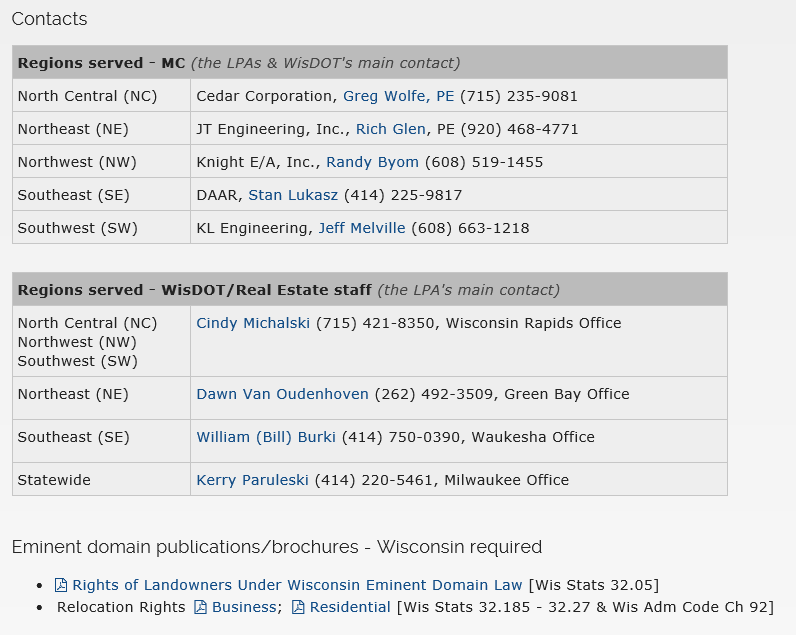 Contacts
Regions served - MC (the LPAs & WisDOT's main contact)
North Central (NC) Cedar Corporation, Greg Wolfe, PE (715) 235-9081
Northeast (NE) JT Engineering, Inc., Rich Glen, PE (920) 468-4771
Northwest (NW) Knight E/A, Inc., Randy Byom (608) 519-1455
Southeast (SE) DAAR, Stan Lukasz (414) 225-9817
Southwest (SW) KL Engineering, Jeff Melville (608) 663-1218
Regions served - WisDOT/Real Estate staff (the LPA's main contact)
North Central (NC) Cindy Michalski (715) 421-8350, Wisconsin Rapids Office
Northwest (NW)
Southwest (SW)
Northeast (NE) Dawn Van Oudenhoven (262) 492-3509, Green Bay Office
Southeast (SE) William (Bill) Burki (414) 750-0390, Waukesha Office
Statewide Kerry Paruleski (414) 220-5461, Milwaukee Office
Eminent domain publications/brochures - Wisconsin required
• Rights of Landowners Under Wisconsin Eminent Domain Law [Wis Stats 32.05]
• Relocation Rights Business; Residential [Wis Stats 32.185 - 32.27 & Wis Adm Code Ch 92]